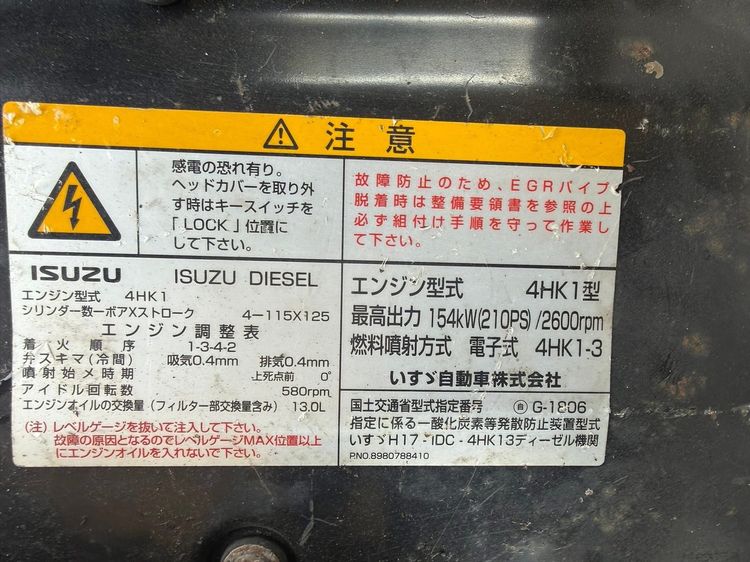 ⚠ 注意
感電の恐れ有り。
ヘッドカバーを取り外
す時はキースイッチを
「LOCK」位置に
して下さい。
故障防止のため、EGRパイプ
脱着時は整備要領書を参照の上
必ず組付け手順を守って作業し
て下さい。
ISUZU ISUZU DIESEL
エンジン型式 4HK1
シリンダー数ーボアXストローク 4-115X125
エンジン調整表
着火順序 1-3-4-2
弁スキマ(冷間) 吸気0.4mm 排気0.4mm
噴射始メ時期 上死点前 0°
アイドル回転数 580rpm
エンジンオイルの交換量(フィルター部交換量含み) 13.0L
(注)レベルゲージを抜いて注入して下さい。
故障の原因となるのでレベルゲージMAX位置以上
にエンジンオイルを入れないで下さい。
エンジン型式 4HK1型
最高出力 154kW(210PS)/2600rpm
燃料噴射方式 電子式 4HK1-3
いすゞ自動車株式会社
国土交通省型式指定番号 G-1806
指定に係る一酸化炭素等発散防止装置型式
いすゞH17-IDC-4HK13ディーゼル機関
PNO.8980788410